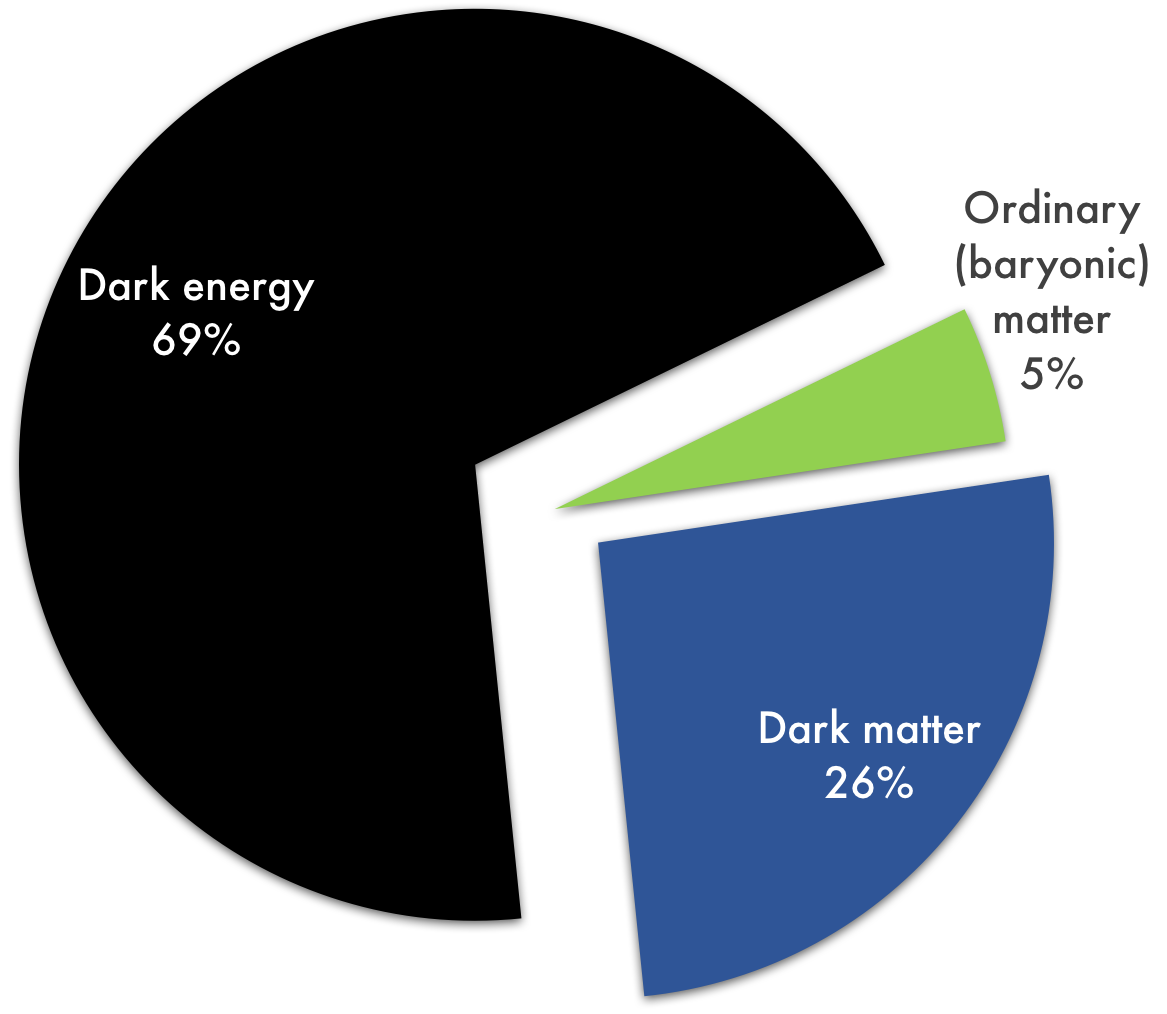 Dark energy
69%
Ordinary
(baryonic)
matter
5%
Dark matter
26%